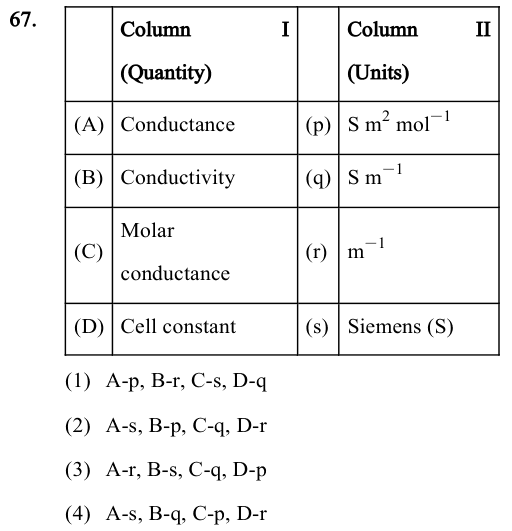 67.
Column I Column II
(Quantity) (Units)
(A) Conductance (p) S m² mol⁻¹
(B) Conductivity (q) S m⁻¹
(C) Molar conductance (r) m⁻¹
(D) Cell constant (s) Siemens (S)
(1) A-p, B-r, C-s, D-q
(2) A-s, B-p, C-q, D-r
(3) A-r, B-s, C-q, D-p
(4) A-s, B-q, C-p, D-r